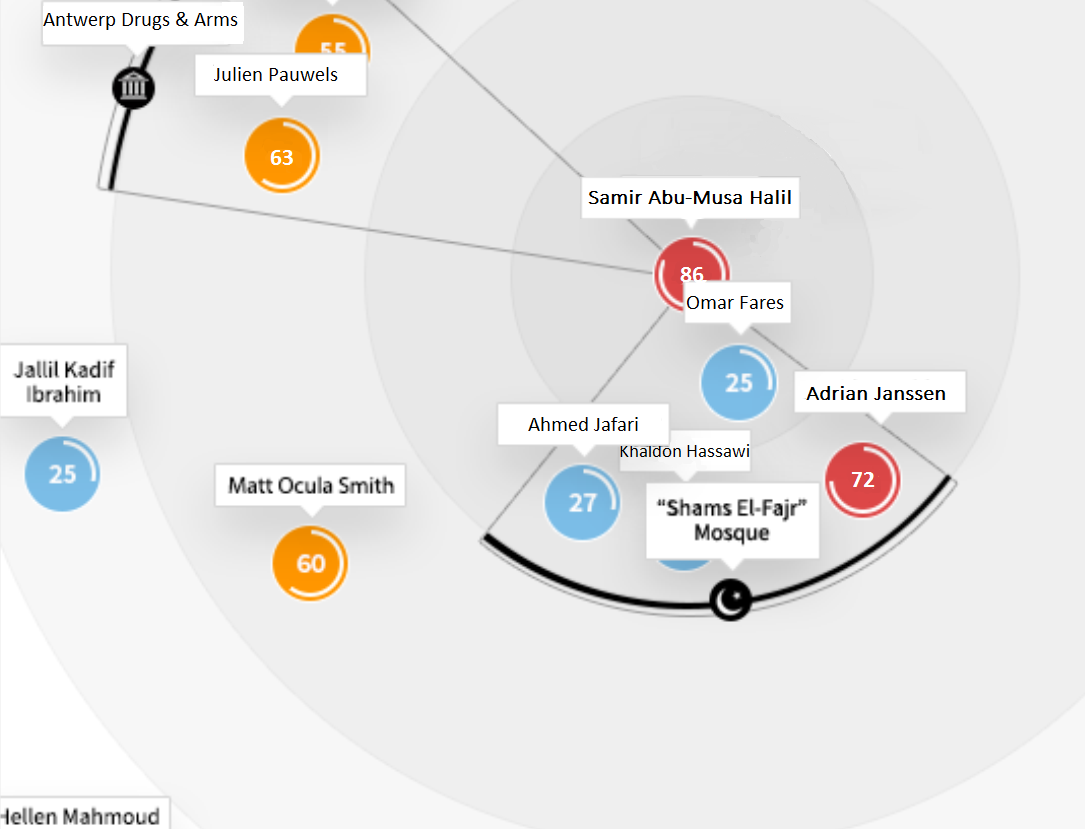 Antwerp Drugs & Arms
55
Julien Pauwels
63
Samir Abu-Musa Halil
86
Omar Fares
25
Jallil Kadif
Ibrahim
25
Adrian Janssen
72
Ahmed Jafari
27
Khaldon Hassawi
Matt Ocula Smith
60
“Shams El-Fajr”
Mosque
Hellen Mahmoud